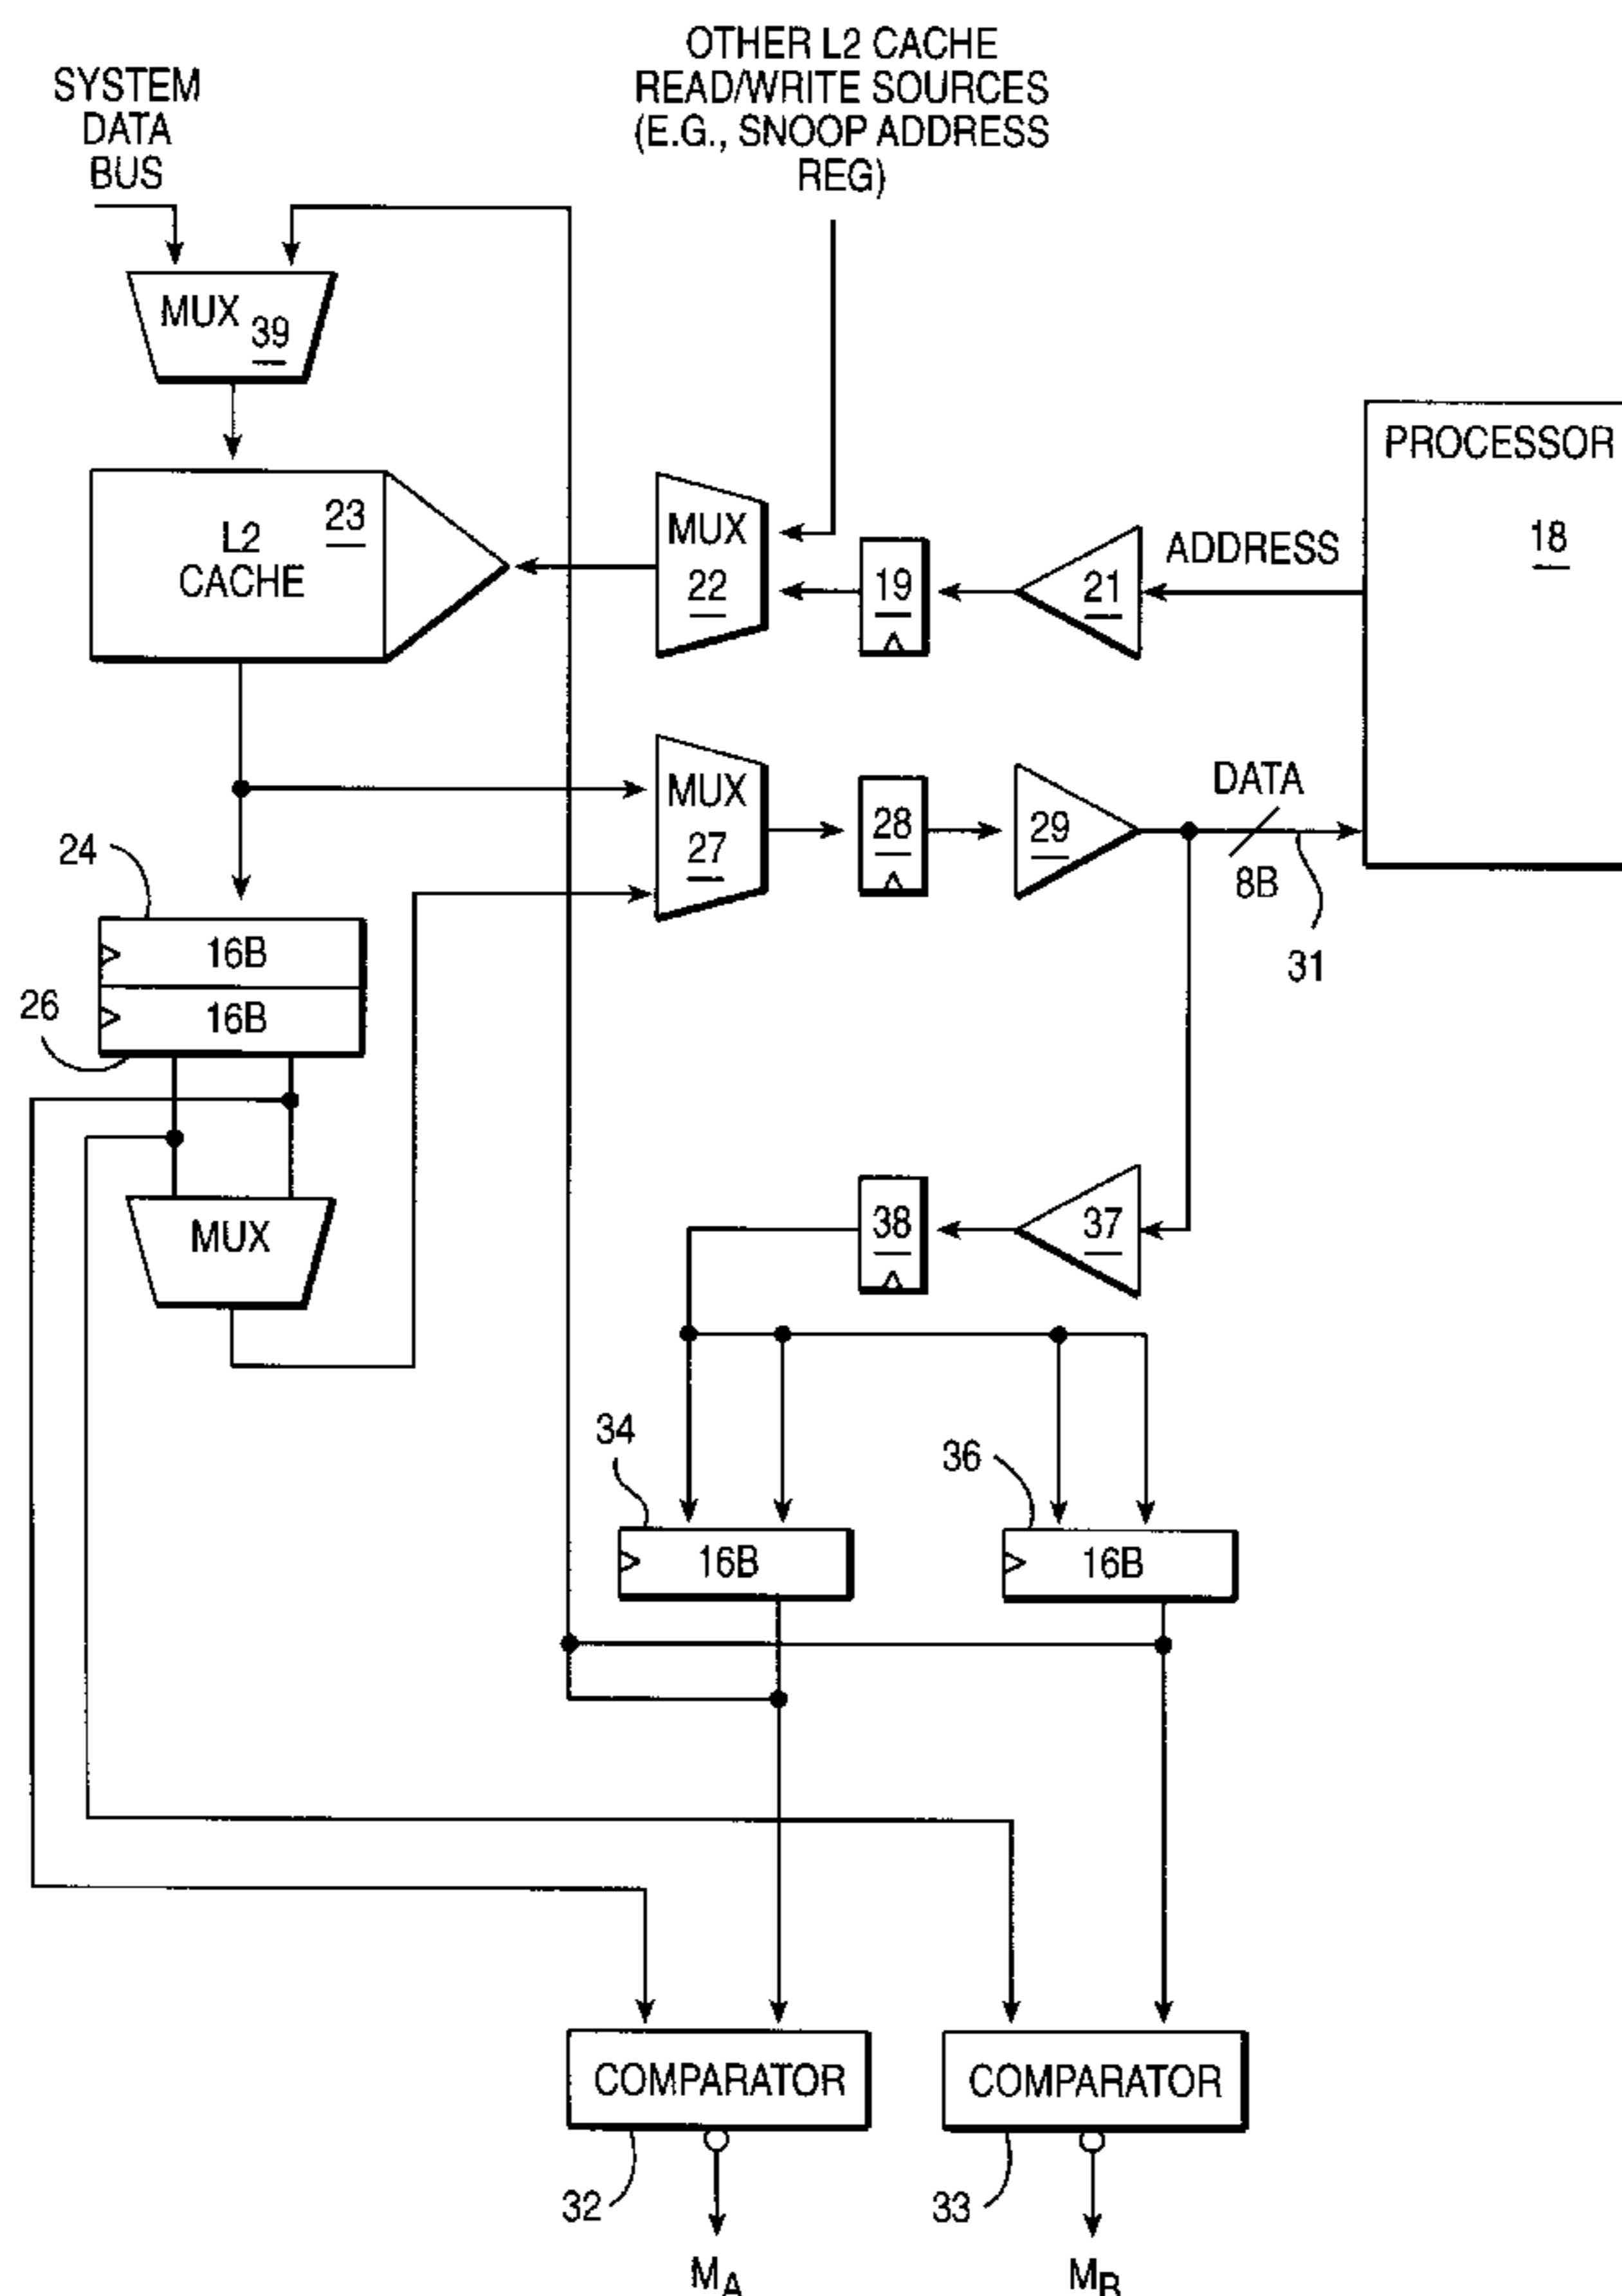 OTHER L2 CACHE
READ/WRITE SOURCES
(E.G., SNOOP ADDRESS
REG)
SYSTEM
DATA
BUS
MUX
39
PROCESSOR
18
L2
CACHE
23
MUX
22
19
21
ADDRESS
MUX
27
28
29
DATA
8B
31
24
16B
26
16B
MUX
38
37
34
36
16B
16B
COMPARATOR
COMPARATOR
32
33
MA
MB